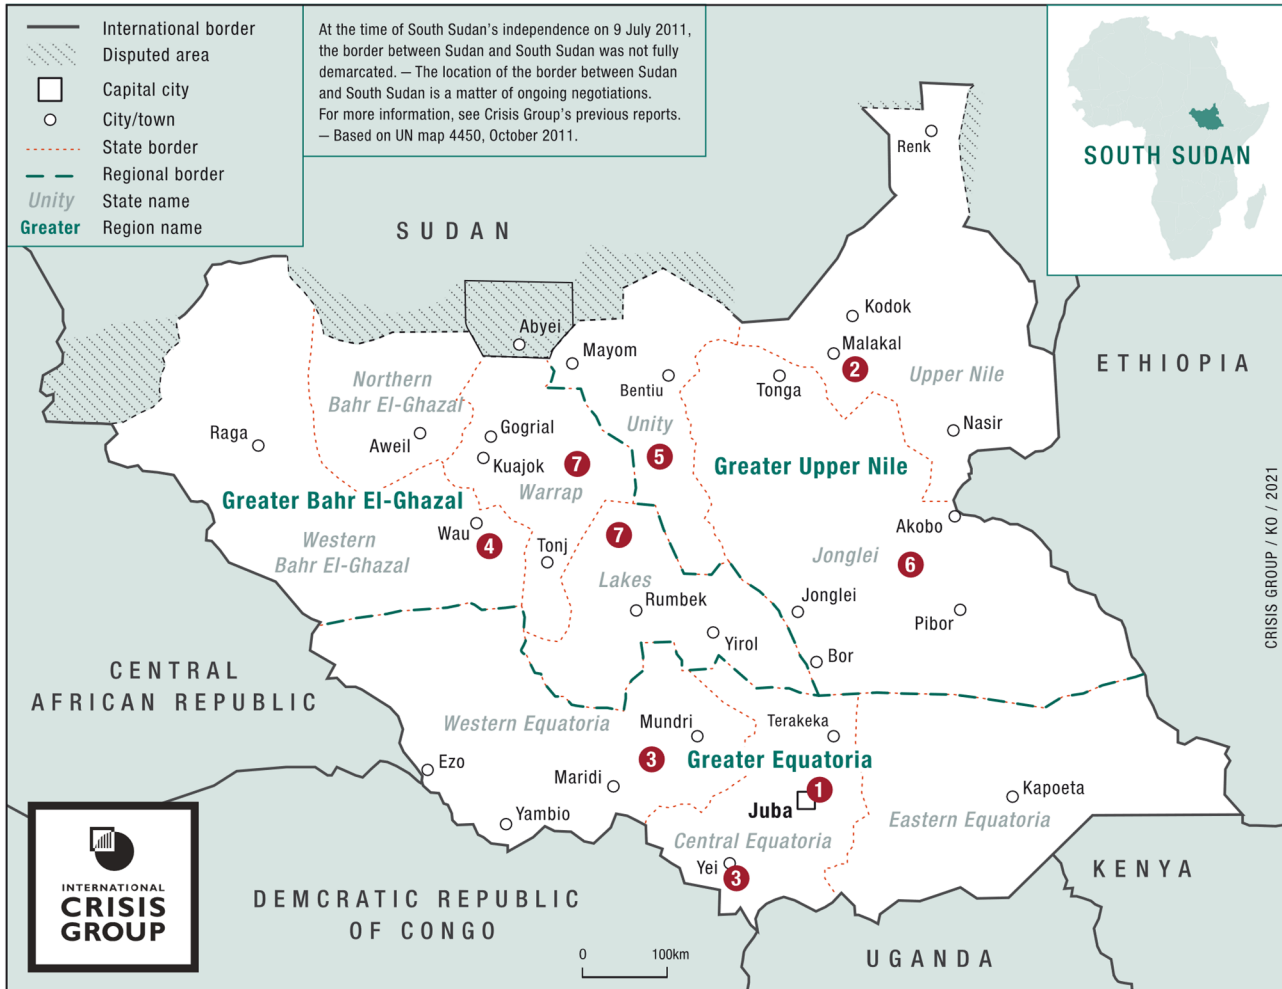 International border
Disputed area
Capital city
City/town
State border
Regional border
Unity State name
Greater Region name
At the time of South Sudan's independence on 9 July 2011,
the border between Sudan and South Sudan was not fully
demarcated. — The location of the border between Sudan
and South Sudan is a matter of ongoing negotiations.
For more information, see Crisis Group's previous reports.
— Based on UN map 4450, October 2011.
SOUTH SUDAN
Renk
SUDAN
Kodok
Abyei
Malakal
Mayom
2
ETHIOPIA
Northern
Bahr El-Ghazal
Bentiu
Tonga
Upper Nile
Raga
Aweil
Gogrial
Unity
Nasir
Kuajok
7
5
Greater Upper Nile
Warrap
Greater Bahr El-Ghazal
Wau
4
7
Akobo
Western
Bahr El-Ghazal
Tonj
Jonglei
6
Lakes
Rumbek
Jonglei
Pibor
Yirol
Bor
CENTRAL
AFRICAN REPUBLIC
Western Equatoria
Mundri
Terakeka
3
Greater Equatoria
Ezo
Maridi
1
Juba
Kapoeta
Yambio
Central Equatoria
Eastern Equatoria
Yei
3
KENYA
DEMCRATIC REPUBLIC
OF CONGO
UGANDA
0 100km
INTERNATIONAL
CRISIS
GROUP
CRISIS GROUP / KO / 2021